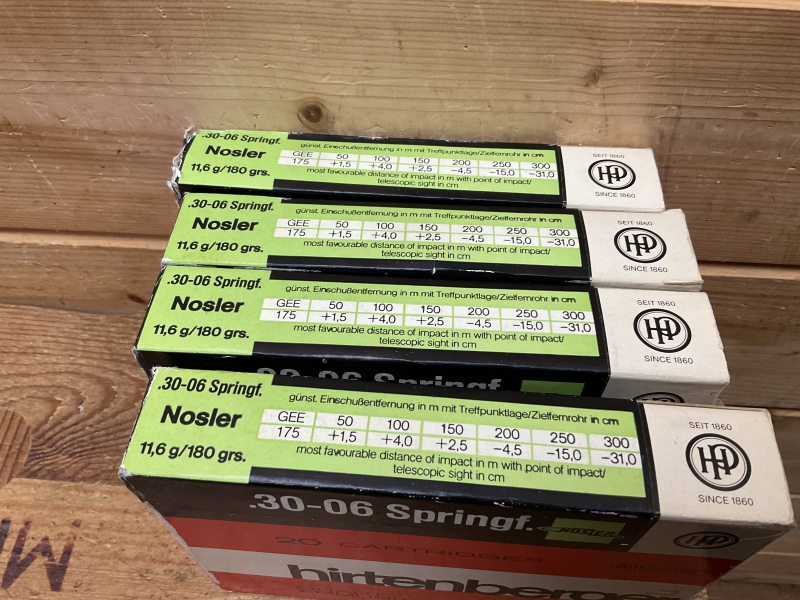 .30-06 Springf.
Nosler
11,6 g/180 grs.
günst. Einschußentfernung in m mit Treffpunktlage/Zielfernrohr in cm
GEE 50 100 150 200 250 300
175 +1,5 +4,0 +2,5 -4,5 -15,0 -31,0
most favourable distance of impact in m with point of impact/
telescopic sight in cm
SEIT 1860
HP
SINCE 1860
.30-06 Springf.
Nosler
11,6 g/180 grs.
günst. Einschußentfernung in m mit Treffpunktlage/Zielfernrohr in cm
GEE 50 100 150 200 250 300
175 +1,5 +4,0 +2,5 -4,5 -15,0 -31,0
most favourable distance of impact in m with point of impact/
telescopic sight in cm
SEIT 1860
HP
SINCE 1860
.30-06 Springf.
Nosler
11,6 g/180 grs.
günst. Einschußentfernung in m mit Treffpunktlage/Zielfernrohr in cm
GEE 50 100 150 200 250 300
175 +1,5 +4,0 +2,5 -4,5 -15,0 -31,0
most favourable distance of impact in m with point of impact/
telescopic sight in cm
SEIT 1860
HP
SINCE 1860
.30-06 Springf.
.30-06 Springf.
Nosler
11,6 g/180 grs.
günst. Einschußentfernung in m mit Treffpunktlage/Zielfernrohr in cm
GEE 50 100 150 200 250 300
175 +1,5 +4,0 +2,5 -4,5 -15,0 -31,0
most favourable distance of impact in m with point of impact/
telescopic sight in cm
SEIT 1860
HP
SINCE 1860
.30-06 Springf.
NOSLER
20 CARTRIDGES
hirtenberger